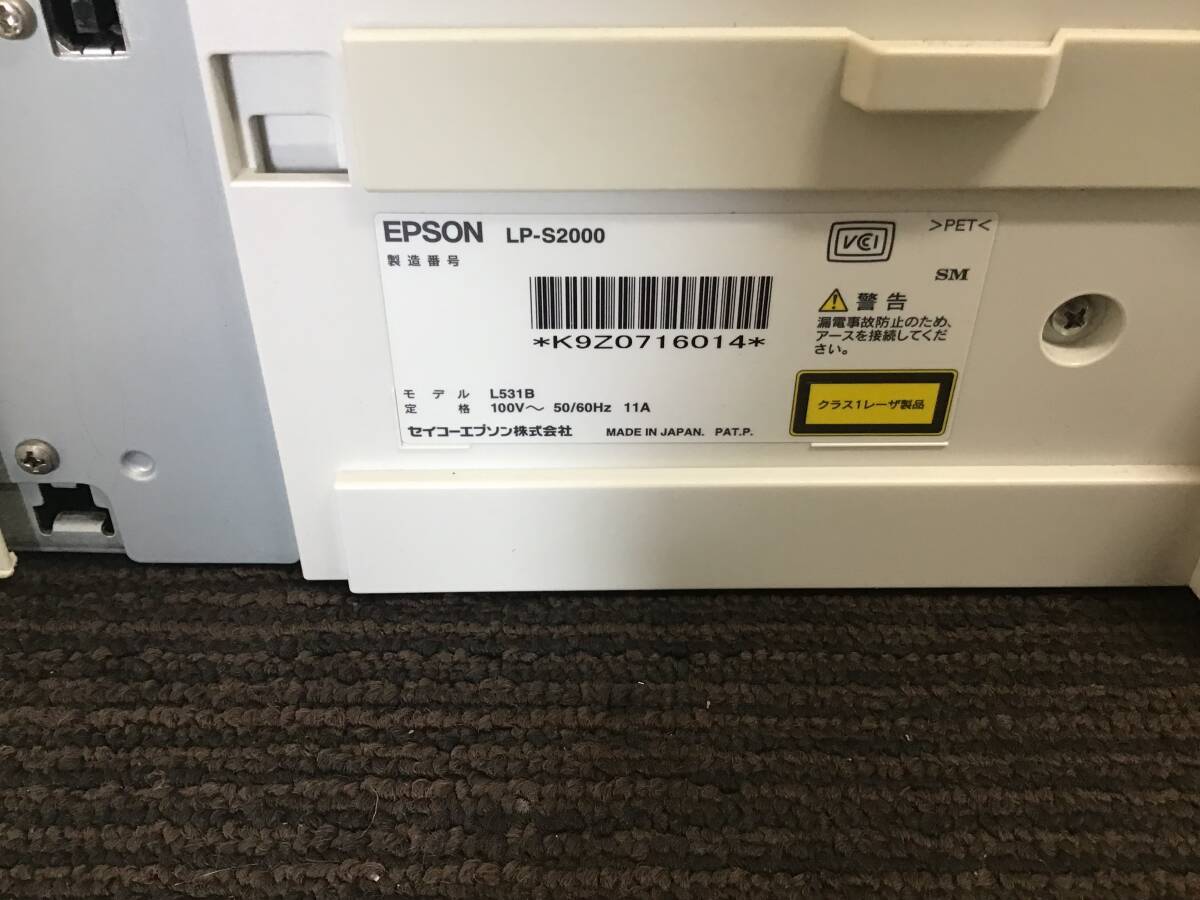 EPSON LP-S2000
製造番号
*K9Z0716014*
モデル L531B
定格 100V～ 50/60Hz 11A
セイコーエプソン株式会社 MADE IN JAPAN. PAT.P.
VCCI
>PET<
SM
警告
漏電事故防止のため、
アースを接続してくだ
さい。
クラス1レーザ製品